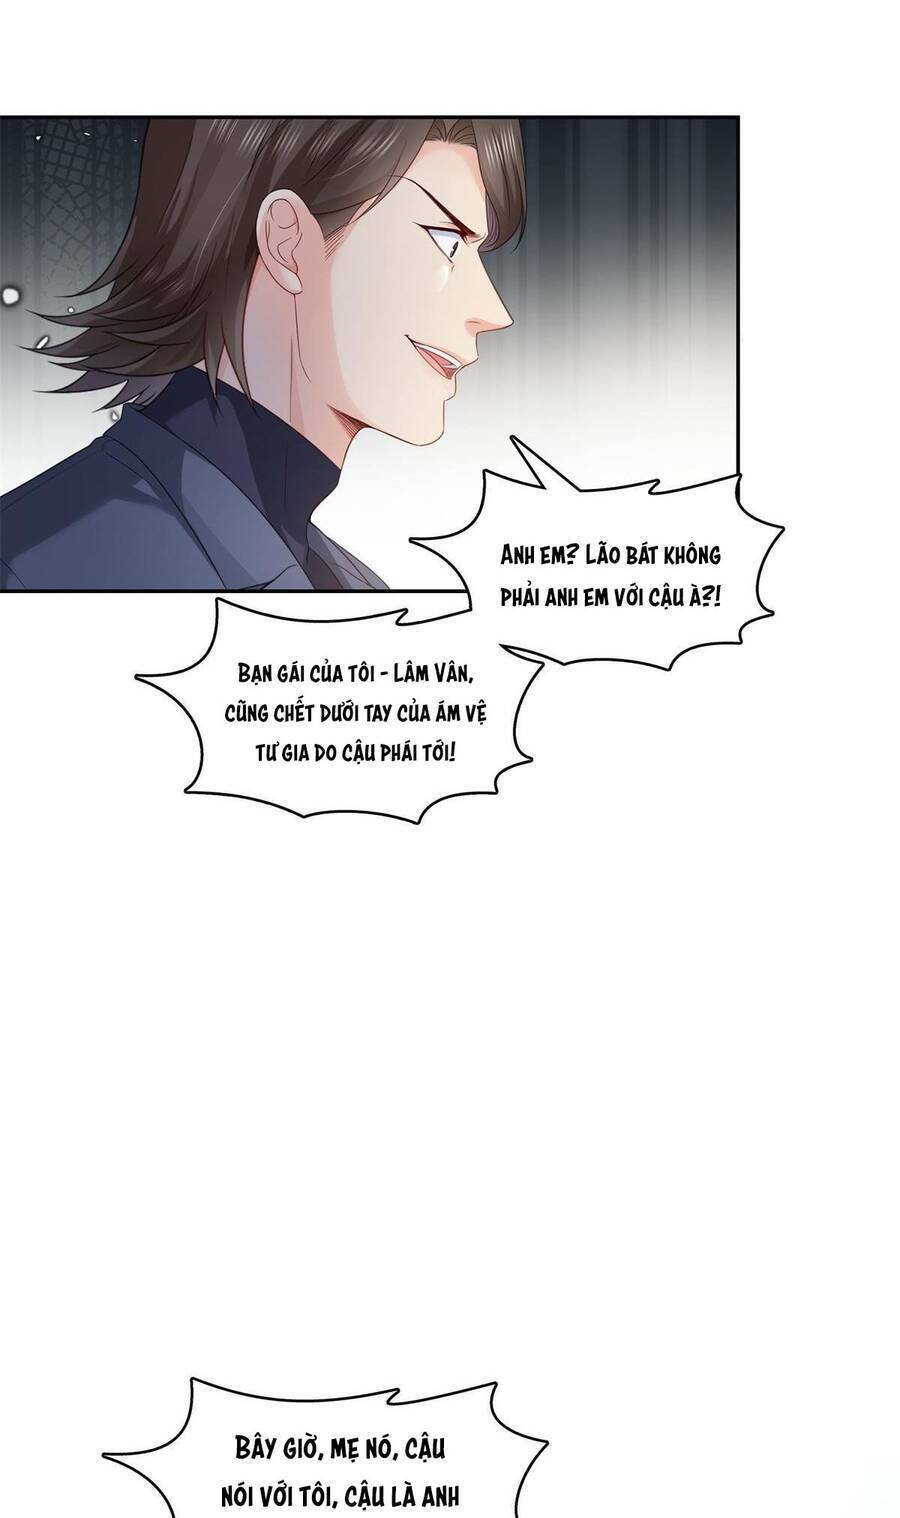 ANH EM? LÃO BÁT KHÔNG
PHẢI ANH EM VỚI CẬU À?!
BẠN GÁI CỦA TÔI - LÂM VÂN,
CŨNG CHẾT DƯỚI TAY CỦA ÁM VỆ
TƯ GIA DO CẬU PHÁI TỚI!
BÂY GIỜ, MẸ NÓ, CẬU
NÓI VỚI TÔI, CẬU LÀ ANH